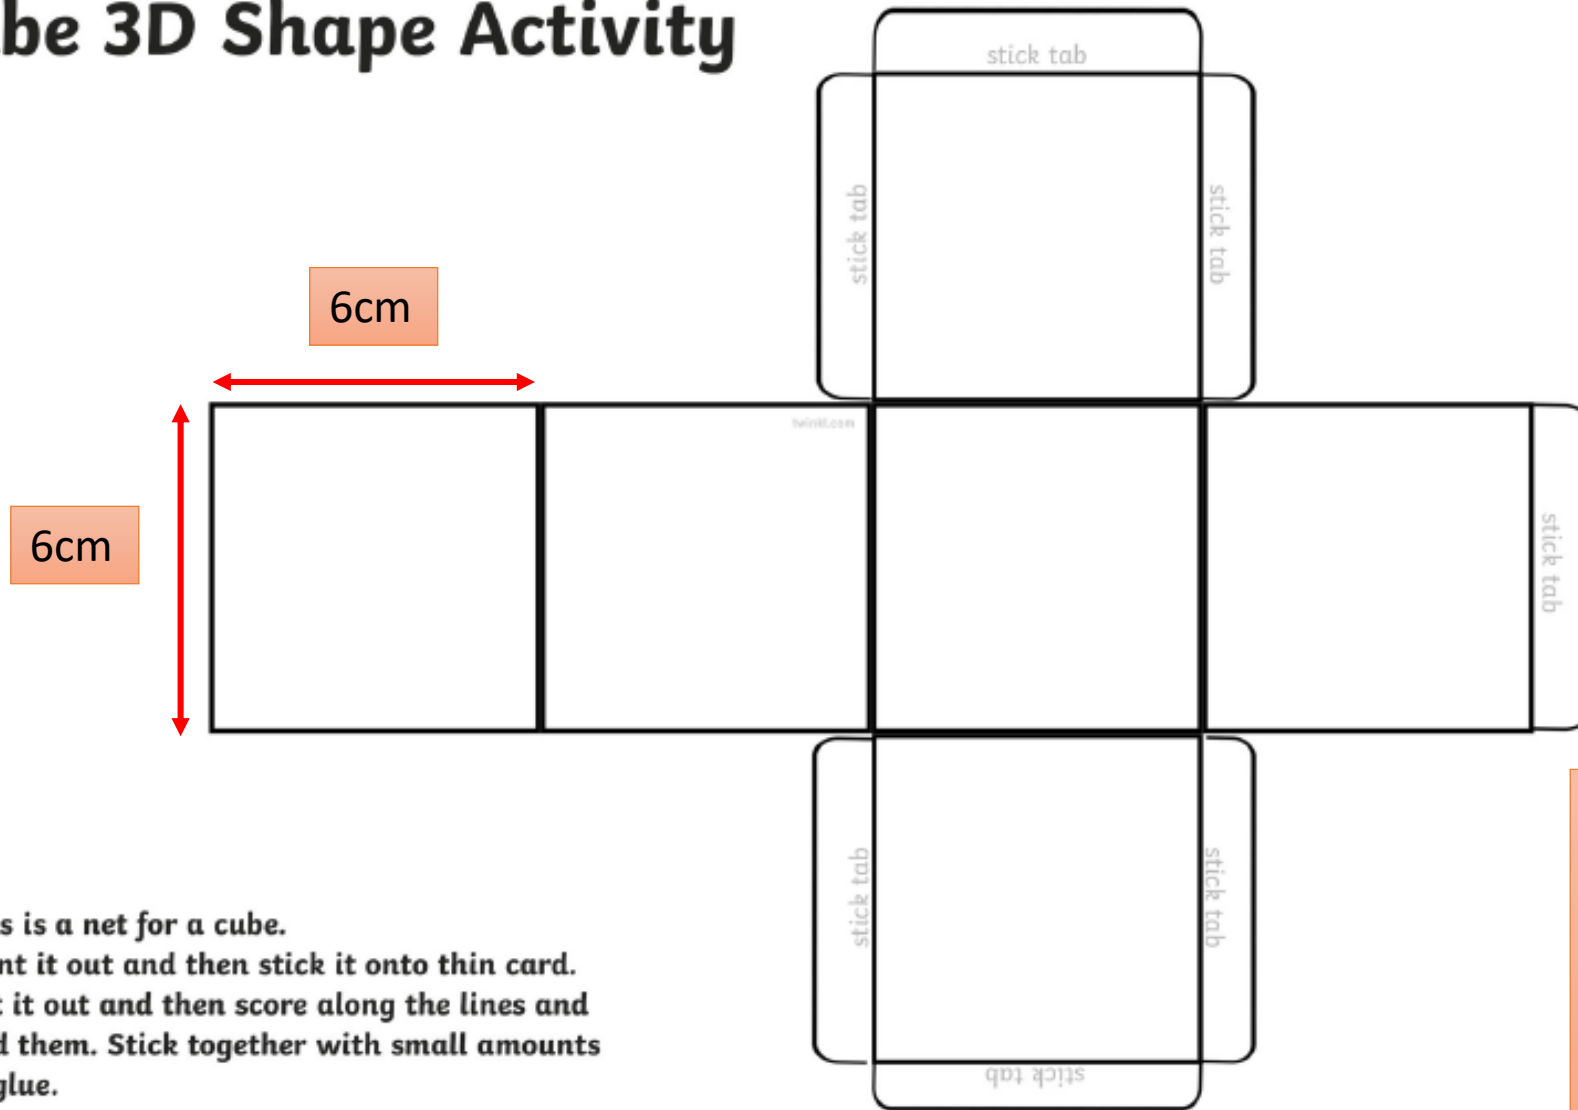 be 3D Shape Activity
stick tab
stick tab
stick tab
6cm
twinkl.com
6cm
stick tab
stick tab
stick tab
s is a net for a cube.
nt it out and then stick it onto thin card.
t it out and then score along the lines and
d them. Stick together with small amounts
glue.
stick tab